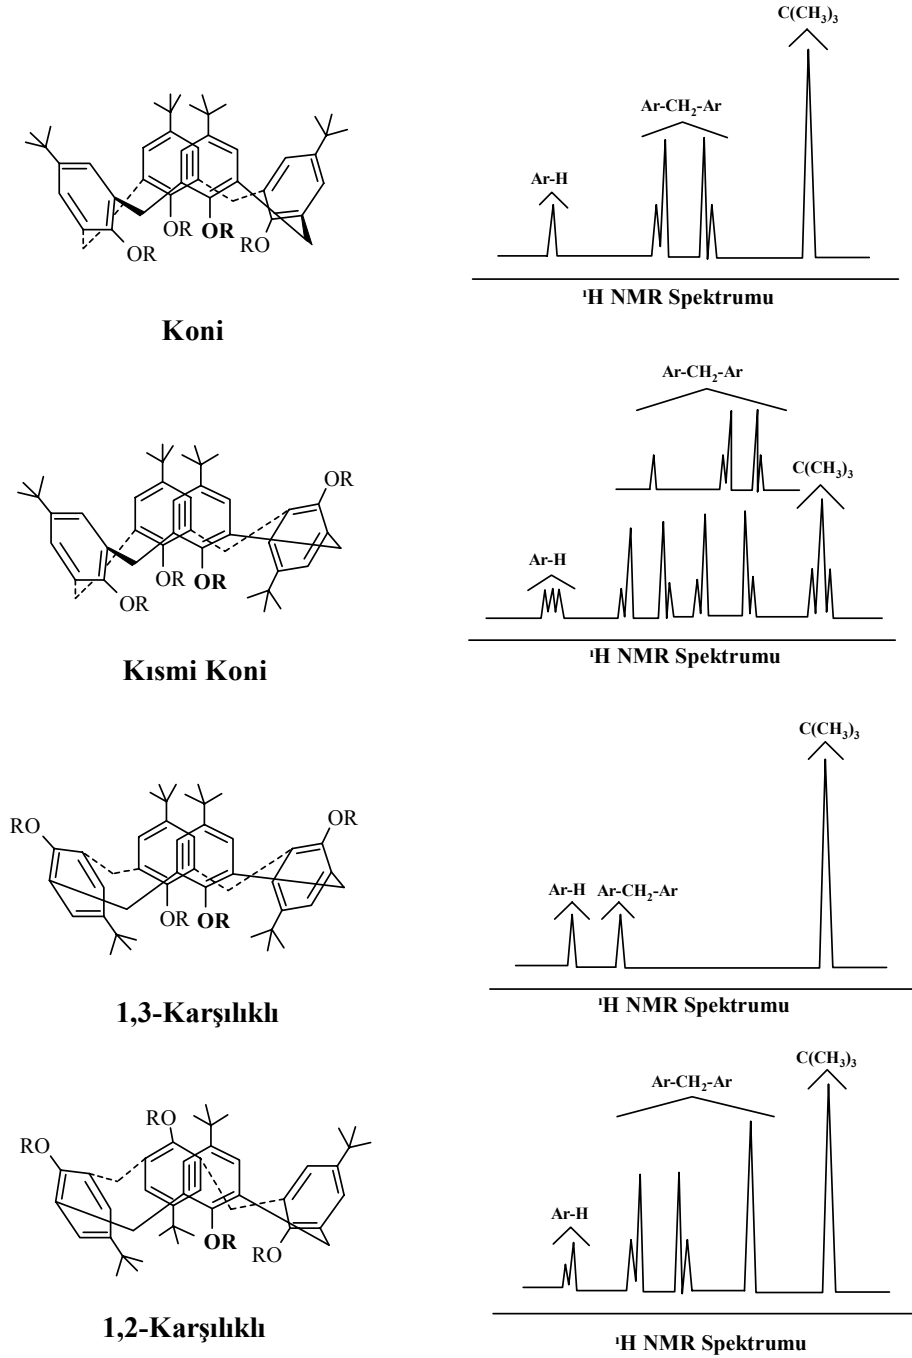 C(CH₃)₃
Ar-CH₂-Ar
Ar-H
OR
OR
OR
RO
¹H NMR Spektrumu
Koni
Ar-CH₂-Ar
C(CH₃)₃
OR
Ar-H
OR
OR
OR
¹H NMR Spektrumu
Kısmi Koni
C(CH₃)₃
RO
OR
Ar-H
Ar-CH₂-Ar
OR
OR
¹H NMR Spektrumu
1,3-Karşılıklı
C(CH₃)₃
Ar-CH₂-Ar
RO
RO
Ar-H
OR
RO
¹H NMR Spektrumu
1,2-Karşılıklı